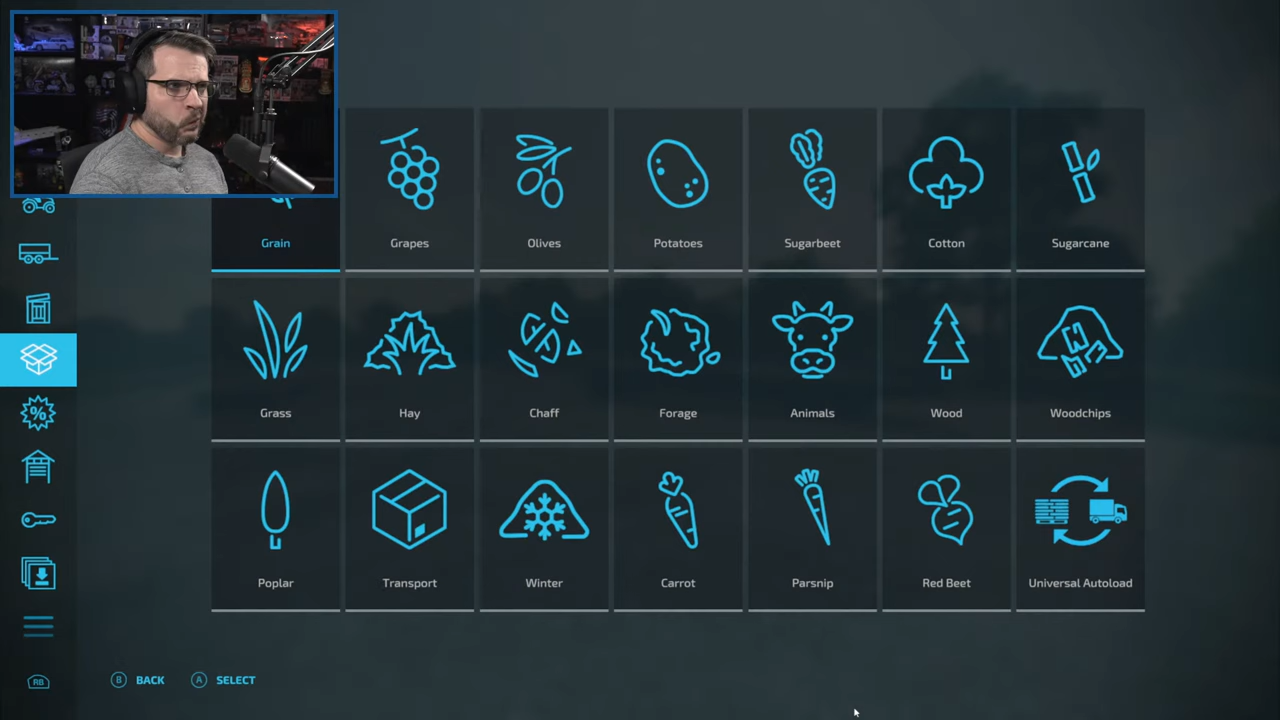 Grain
Grapes
Olives
Potatoes
Sugarbeet
Cotton
Sugarcane
Grass
Hay
Chaff
Forage
Animals
Wood
Woodchips
Poplar
Transport
Winter
Carrot
Parsnip
Red Beet
Universal Autoload
%
RB
B BACK A SELECT